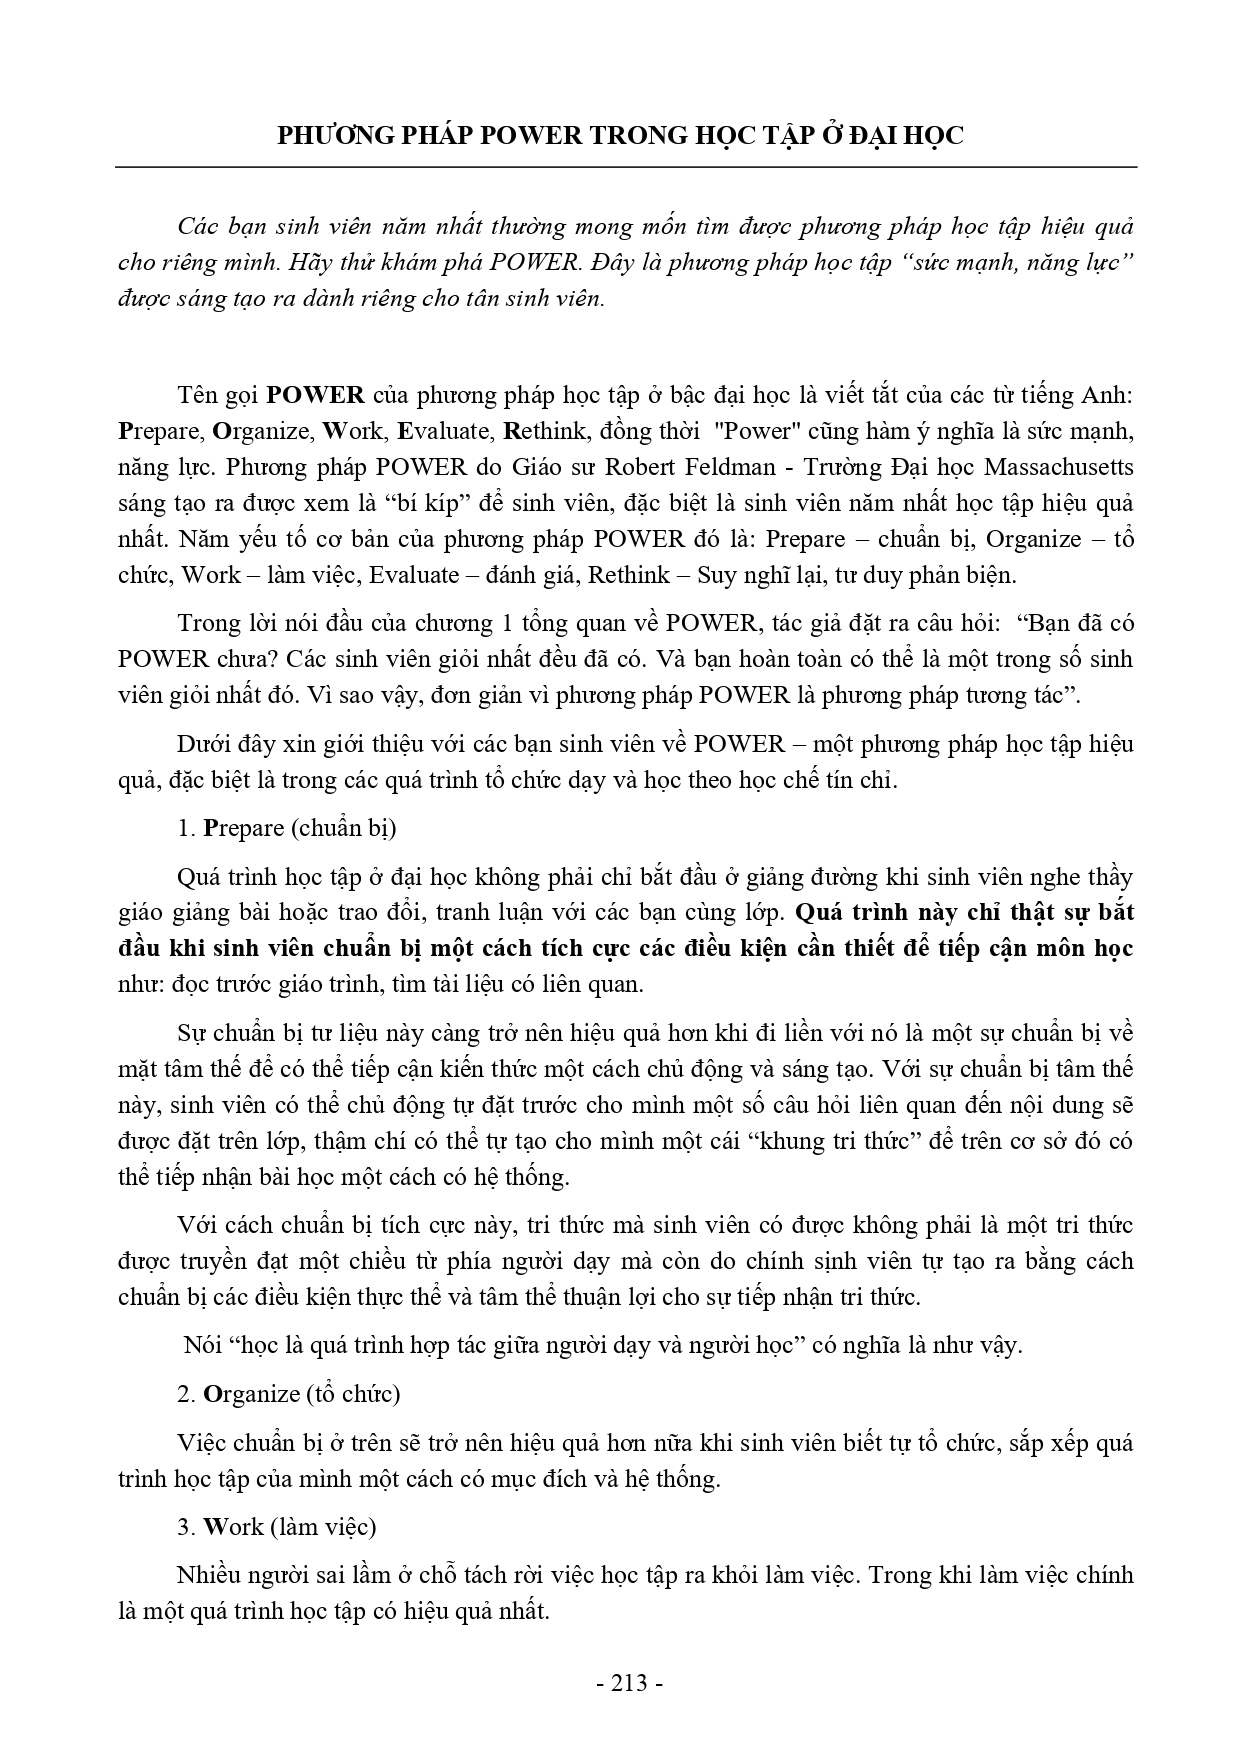 PHƯƠNG PHÁP POWER TRONG HỌC TẬP Ở ĐẠI HỌC
Các bạn sinh viên năm nhất thường mong mốn tìm được phương pháp học tập hiệu quả
cho riêng mình. Hãy thử khám phá POWER. Đây là phương pháp học tập “sức mạnh, năng lực”
được sáng tạo ra dành riêng cho tân sinh viên.
Tên gọi POWER của phương pháp học tập ở bậc đại học là viết tắt của các từ tiếng Anh:
Prepare, Organize, Work, Evaluate, Rethink, đồng thời "Power" cũng hàm ý nghĩa là sức mạnh,
năng lực. Phương pháp POWER do Giáo sư Robert Feldman - Trường Đại học Massachusetts
sáng tạo ra được xem là “bí kíp” để sinh viên, đặc biệt là sinh viên năm nhất học tập hiệu quả
nhất. Năm yếu tố cơ bản của phương pháp POWER đó là: Prepare – chuẩn bị, Organize – tổ
chức, Work – làm việc, Evaluate – đánh giá, Rethink – Suy nghĩ lại, tư duy phản biện.
Trong lời nói đầu của chương 1 tổng quan về POWER, tác giả đặt ra câu hỏi: “Bạn đã có
POWER chưa? Các sinh viên giỏi nhất đều đã có. Và bạn hoàn toàn có thể là một trong số sinh
viên giỏi nhất đó. Vì sao vậy, đơn giản vì phương pháp POWER là phương pháp tương tác”.
Dưới đây xin giới thiệu với các bạn sinh viên về POWER – một phương pháp học tập hiệu
quả, đặc biệt là trong các quá trình tổ chức dạy và học theo học chế tín chỉ.
1. Prepare (chuẩn bị)
Quá trình học tập ở đại học không phải chỉ bắt đầu ở giảng đường khi sinh viên nghe thầy
giáo giảng bài hoặc trao đổi, tranh luận với các bạn cùng lớp. Quá trình này chỉ thật sự bắt
đầu khi sinh viên chuẩn bị một cách tích cực các điều kiện cần thiết để tiếp cận môn học
như: đọc trước giáo trình, tìm tài liệu có liên quan.
Sự chuẩn bị tư liệu này càng trở nên hiệu quả hơn khi đi liền với nó là một sự chuẩn bị về
mặt tâm thế để có thể tiếp cận kiến thức một cách chủ động và sáng tạo. Với sự chuẩn bị tâm thế
này, sinh viên có thể chủ động tự đặt trước cho mình một số câu hỏi liên quan đến nội dung sẽ
được đặt trên lớp, thậm chí có thể tự tạo cho mình một cái “khung tri thức” để trên cơ sở đó có
thể tiếp nhận bài học một cách có hệ thống.
Với cách chuẩn bị tích cực này, tri thức mà sinh viên có được không phải là một tri thức
được truyền đạt một chiều từ phía người dạy mà còn do chính sịnh viên tự tạo ra bằng cách
chuẩn bị các điều kiện thực thể và tâm thể thuận lợi cho sự tiếp nhận tri thức.
Nói “học là quá trình hợp tác giữa người dạy và người học” có nghĩa là như vậy.
2. Organize (tổ chức)
Việc chuẩn bị ở trên sẽ trở nên hiệu quả hơn nữa khi sinh viên biết tự tổ chức, sắp xếp quá
trình học tập của mình một cách có mục đích và hệ thống.
3. Work (làm việc)
Nhiều người sai lầm ở chỗ tách rời việc học tập ra khỏi làm việc. Trong khi làm việc chính
là một quá trình học tập có hiệu quả nhất.
- 213 -